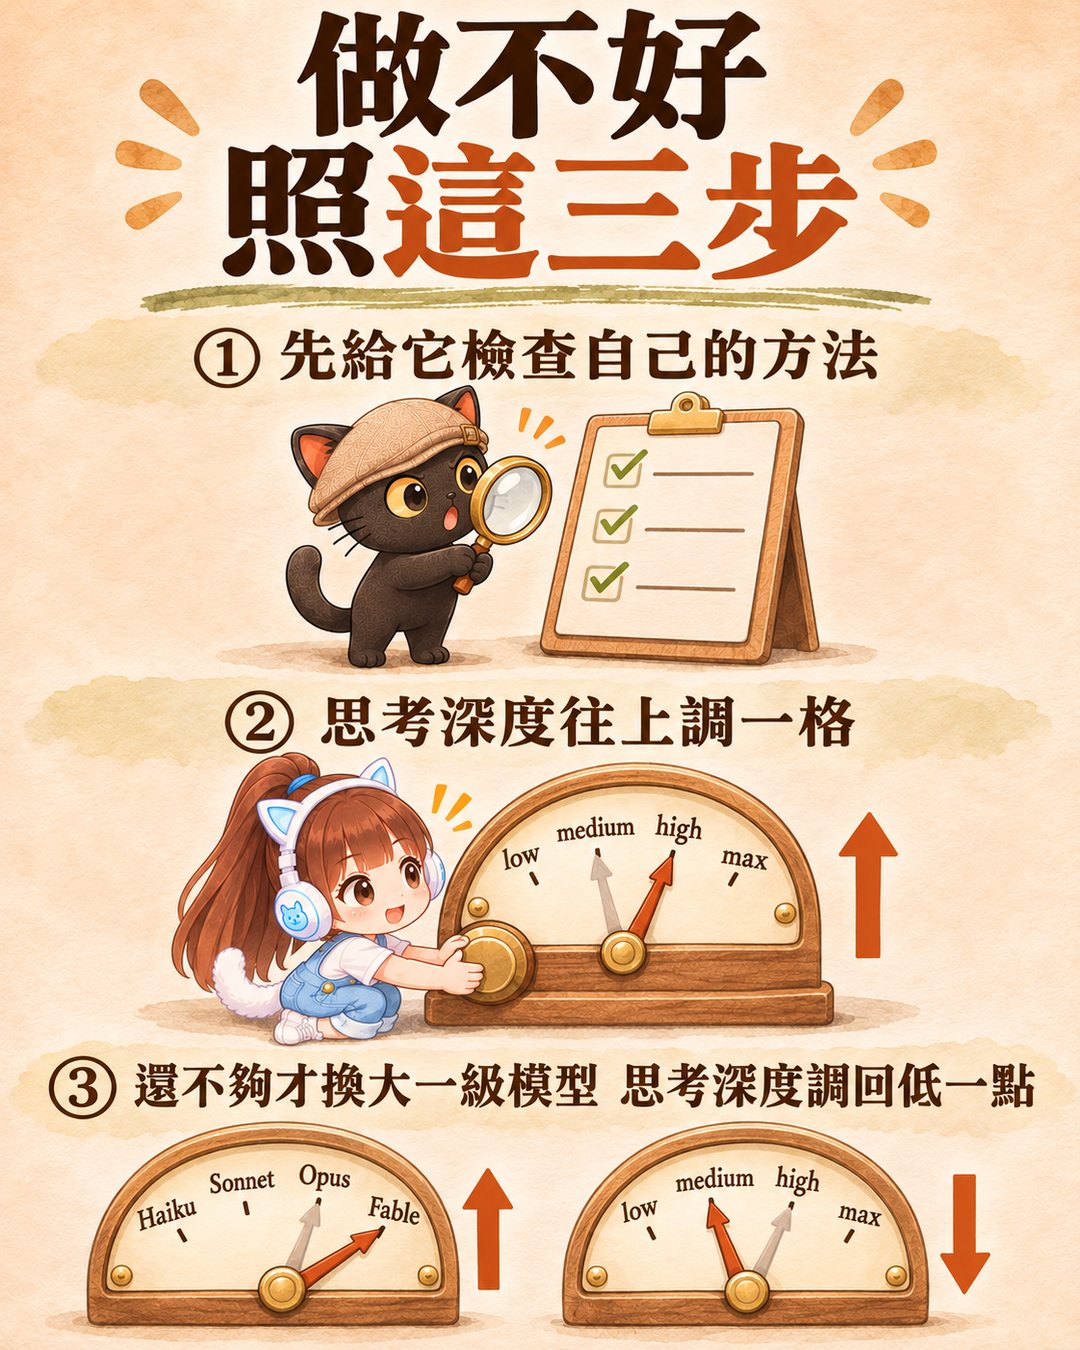 做不好
照這三步
① 先給它檢查自己的方法
② 思考深度往上調一格
low medium high max
③ 還不夠才換大一級模型 思考深度調回低一點
Haiku Sonnet Opus Fable
low medium high max